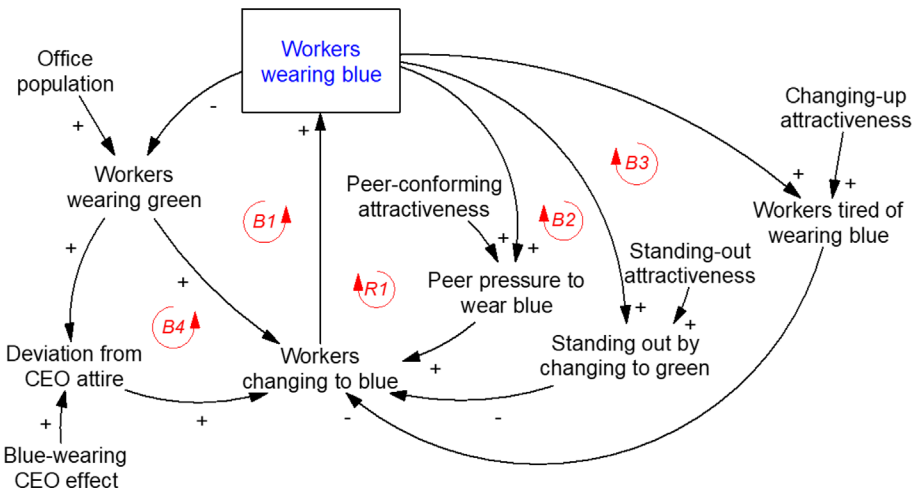 Workers
wearing blue
Office
population
Changing-up
attractiveness
-
+
+
Workers
wearing green
Peer-conforming
attractiveness
B3
+
+
Workers tired of
wearing blue
B1
B2
+
+
Standing-out
attractiveness
+
+
Peer pressure to
wear blue
R1
+
+
B4
Deviation from
CEO attire
Workers
changing to blue
+
Standing out by
changing to green
+
+
-
-
Blue-wearing
CEO effect